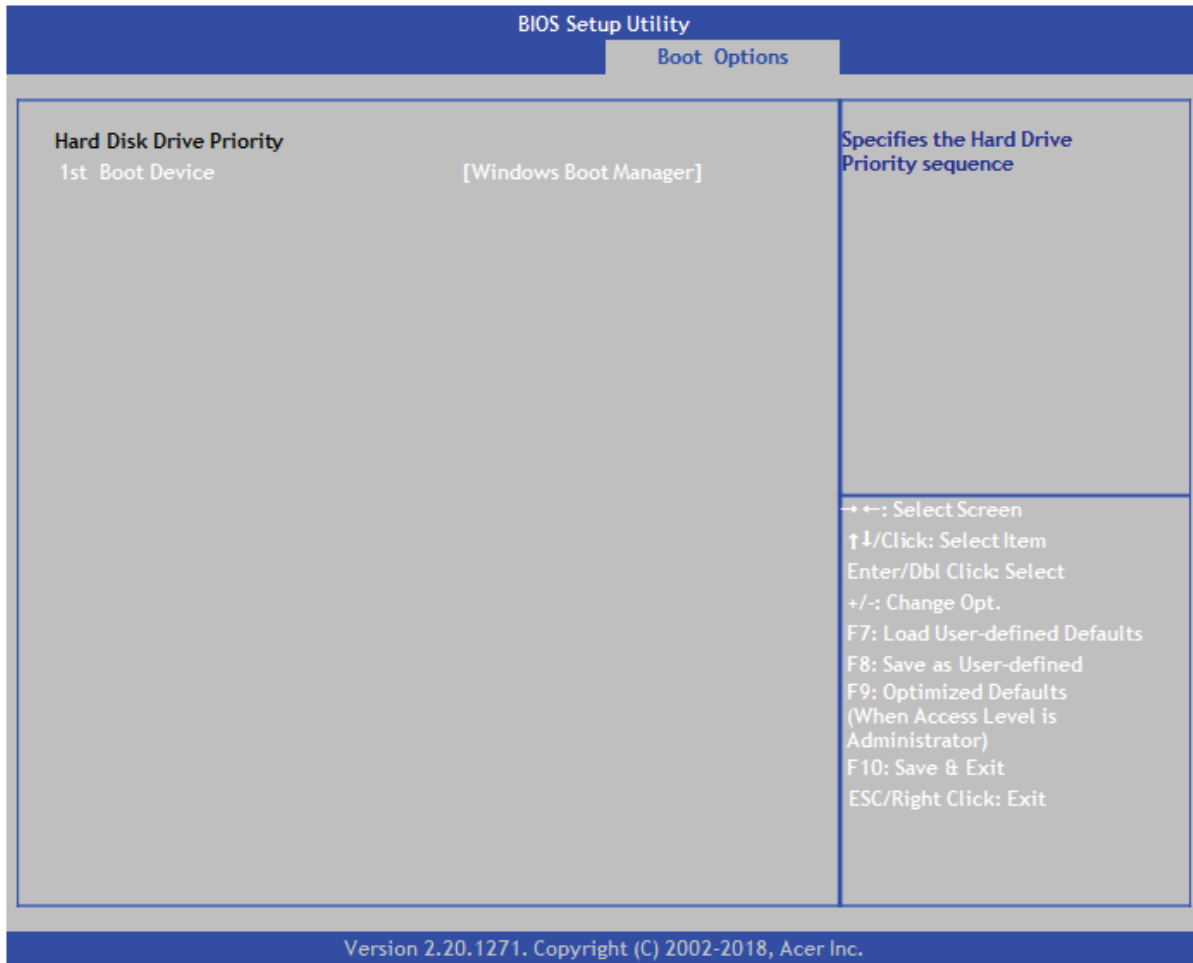 BIOS Setup Utility
Boot Options
Hard Disk Drive Priority
1st Boot Device [Windows Boot Manager]
Specifies the Hard Drive
Priority sequence
→←: Select Screen
↑↓/Click: Select Item
Enter/Dbl Click: Select
+/-: Change Opt.
F7: Load User-defined Defaults
F8: Save as User-defined
F9: Optimized Defaults
(When Access Level is
Administrator)
F10: Save & Exit
ESC/Right Click: Exit
Version 2.20.1271. Copyright (C) 2002-2018, Acer Inc.